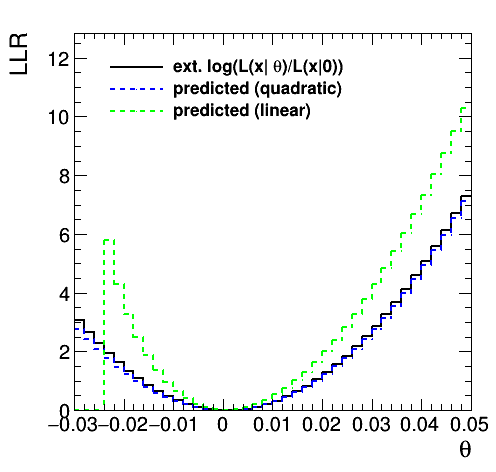 LLR
ext. log(L(x| θ)/L(x|0))
predicted (quadratic)
predicted (linear)
12
10
8
6
4
2
0
−0.03 −0.02 −0.01 0 0.01 0.02 0.03 0.04 0.05
θ